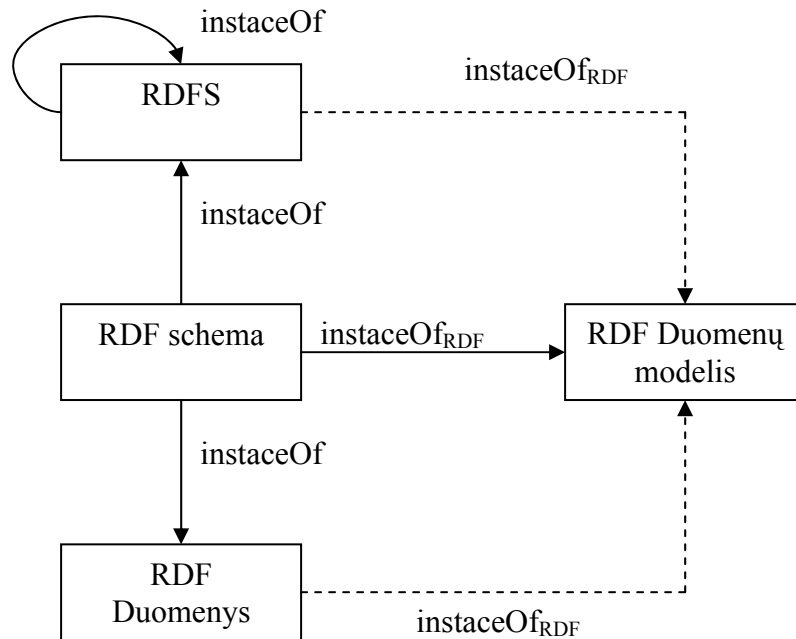 instaceOf
RDFS
instaceOfRDF
instaceOf
RDF schema
instaceOfRDF
RDF Duomenų
modelis
instaceOf
RDF
Duomenys
instaceOfRDF